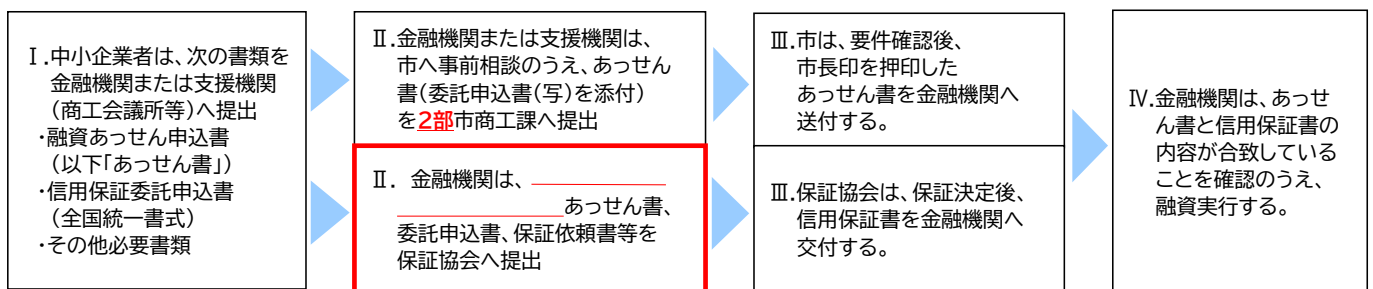 Ⅰ.中小企業者は、次の書類を
金融機関または支援機関
(商工会議所等)へ提出
・融資あっせん申込書
(以下「あっせん書」)
・信用保証委託申込書
(全国統一書式)
・その他必要書類
Ⅱ.金融機関または支援機関は、
市へ事前相談のうえ、あっせん
書(委託申込書(写)を添付)
を2部市商工課へ提出
Ⅱ. 金融機関は、
あっせん書、
委託申込書、保証依頼書等を
保証協会へ提出
Ⅲ.市は、要件確認後、
市長印を押印した
あっせん書を金融機関へ
送付する。
Ⅲ.保証協会は、保証決定後、
信用保証書を金融機関へ
交付する。
Ⅳ.金融機関は、あっせ
ん書と信用保証書の
内容が合致している
ことを確認のうえ、
融資実行する。